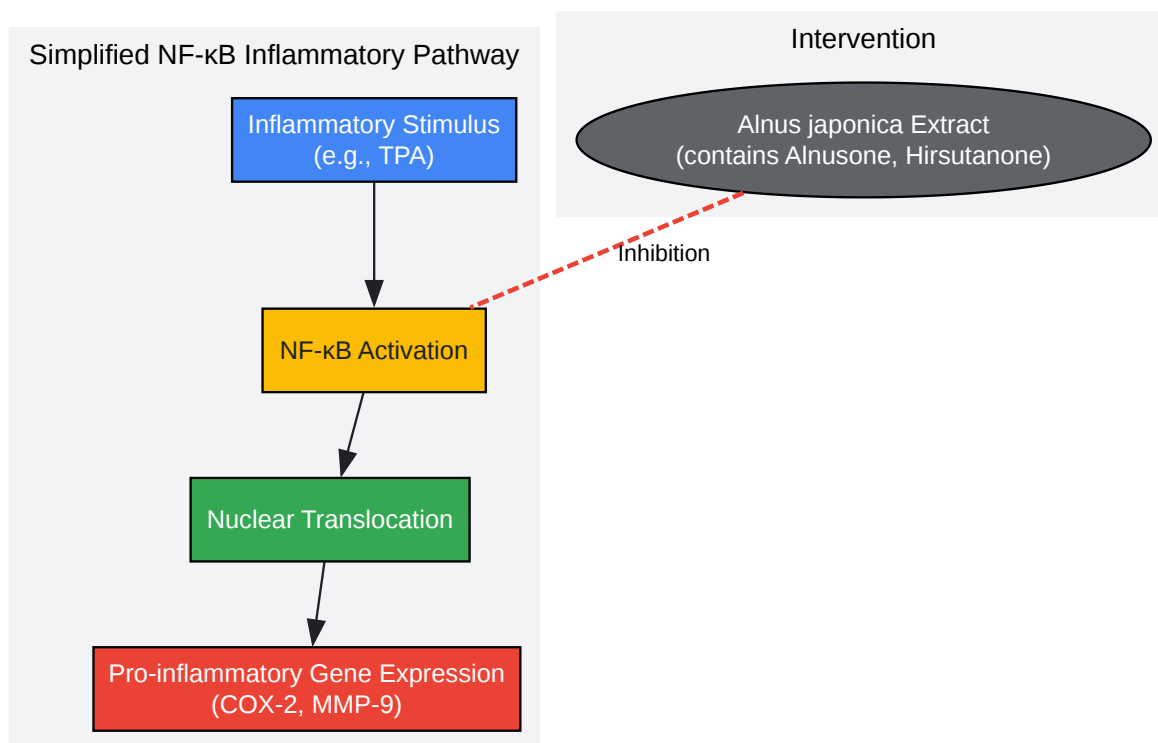 Simplified NF-κB Inflammatory Pathway
Inflammatory Stimulus
(e.g., TPA)
NF-κB Activation
Nuclear Translocation
Pro-inflammatory Gene Expression
(COX-2, MMP-9)
Intervention
Alnus japonica Extract
(contains Alnusone, Hirsutanone)
Inhibition